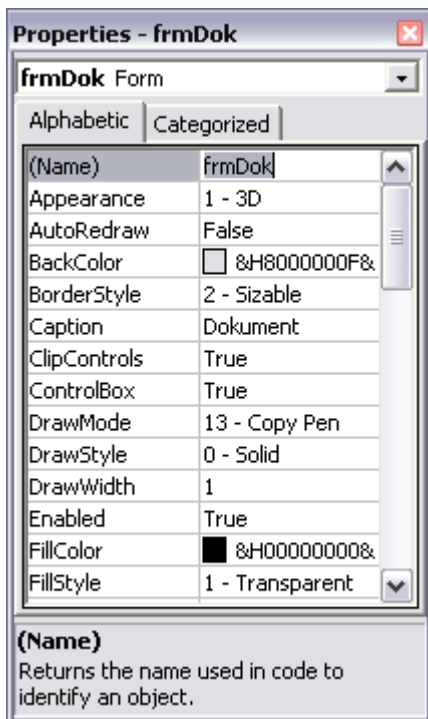 Properties - frmDok
frmDok Form
Alphabetic Categorized
(Name) frmDok
Appearance 1 - 3D
AutoRedraw False
BackColor &H8000000F&
BorderStyle 2 - Sizable
Caption Dokument
ClipControls True
ControlBox True
DrawMode 13 - Copy Pen
DrawStyle 0 - Solid
DrawWidth 1
Enabled True
FillColor &H00000000&
FillStyle 1 - Transparent
(Name)
Returns the name used in code to
identify an object.